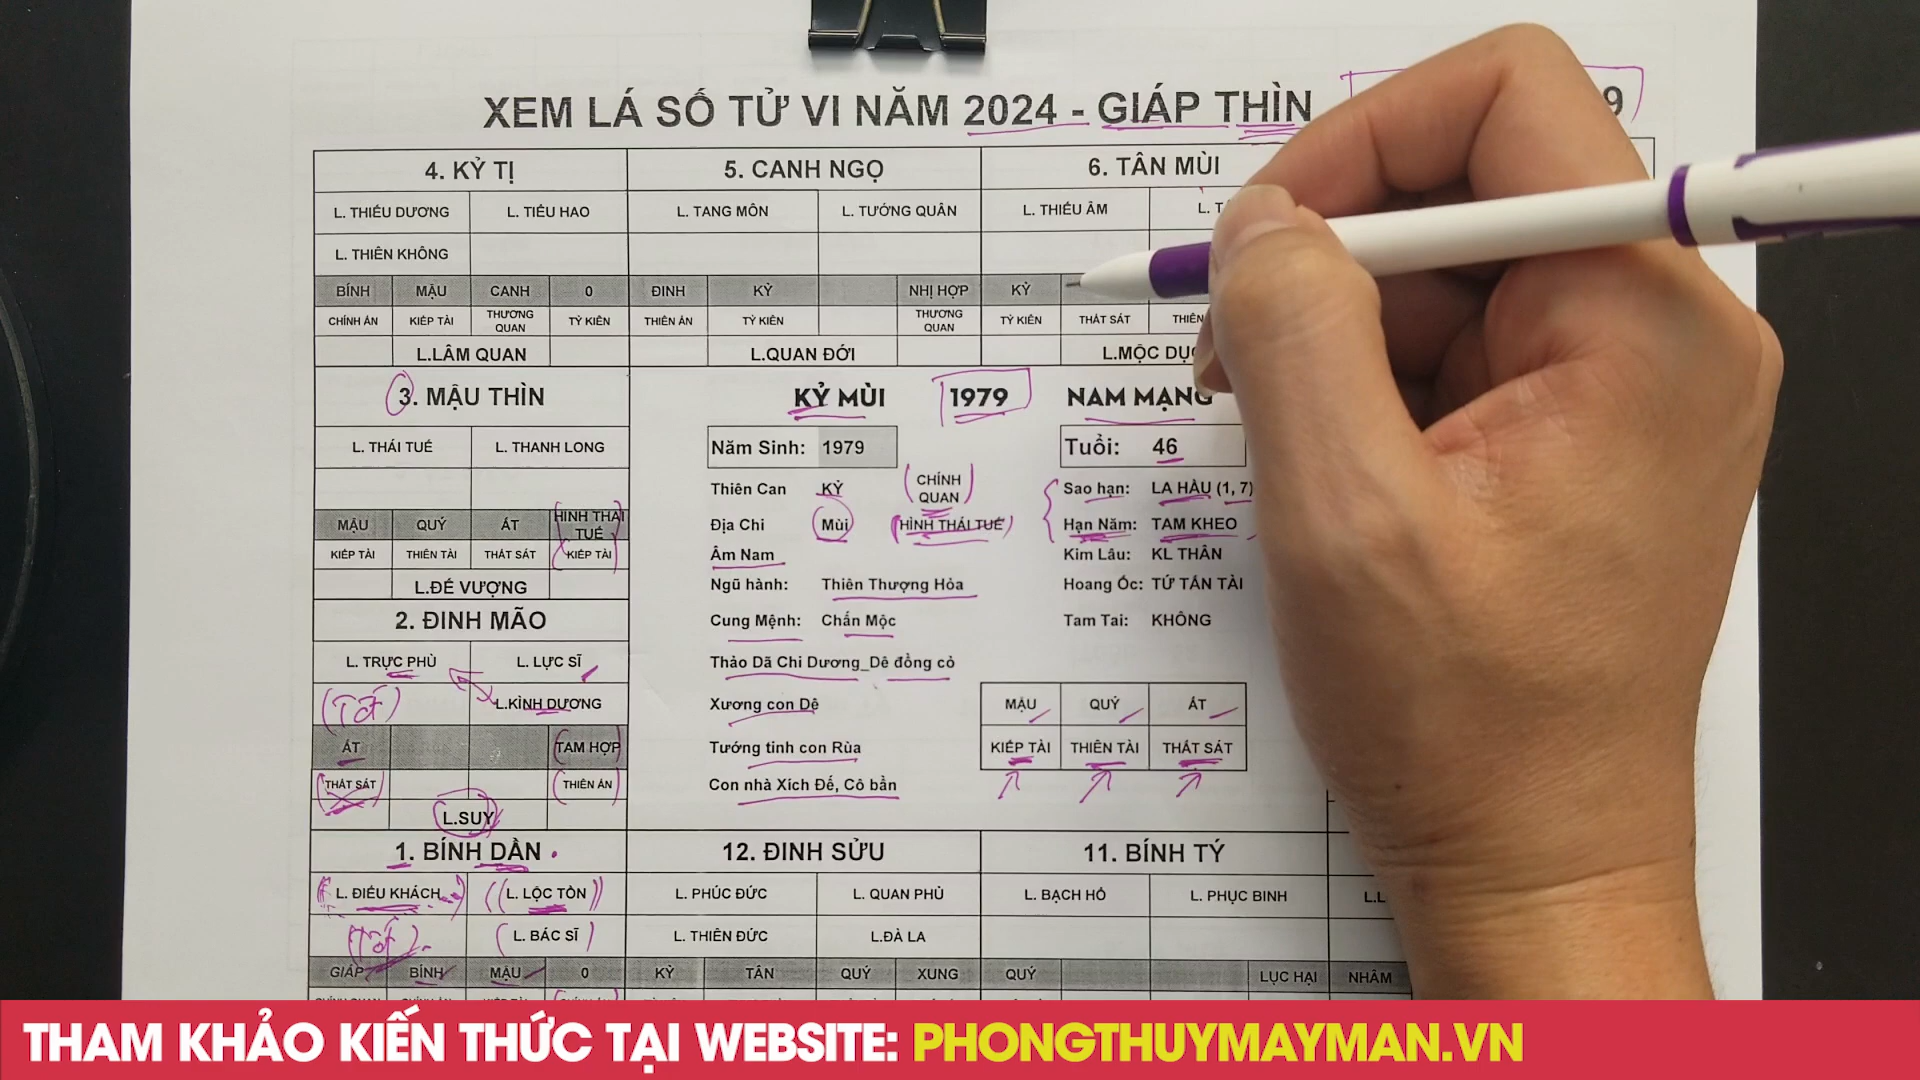 XEM LÁ SỐ TỬ VI NĂM 2024 - GIÁP THÌN 9
4. KỶ TỊ 5. CANH NGỌ 6. TÂN MÙI
L. THIẾU DƯƠNG L. TIỂU HAO L. TANG MÔN L. TƯỚNG QUÂN L. THIẾU ÂM
L. THIÊN KHÔNG
BÍNH MẬU CANH 0 ĐINH KỶ NHỊ HỢP KỶ
CHÍNH ẤN KIẾP TÀI THƯƠNG QUAN TỶ KIÊN THIÊN ẤN TỶ KIÊN THƯƠNG QUAN TỶ KIÊN THẤT SÁT THIÊN
L.LÂM QUAN L.QUAN ĐỚI L.MỘC DỤC
3. MẬU THÌN KỶ MÙI 1979 NAM MẠNG
L. THÁI TUẾ L. THANH LONG Năm Sinh: 1979 Tuổi: 46
Thiên Can KỶ CHÍNH QUAN Sao hạn: LA HẦU (1, 7)
MẬU QUÝ ẤT HÌNH THÁI TUẾ Địa Chi Mùi HÌNH THÁI TUẾ Hạn Năm: TAM KHEO
KIẾP TÀI THIÊN TÀI THẤT SÁT KIẾP TÀI Âm Nam Kim Lâu: KL THÂN
L.ĐẾ VƯỢNG Ngũ hành: Thiên Thượng Hỏa Hoang Ốc: TỨ TẤN TÀI
2. ĐINH MÃO Cung Mệnh: Chấn Mộc Tam Tai: KHÔNG
L. TRỰC PHÙ L. LỰC SĨ Thảo Dã Chi Dương_Dê đồng cỏ
(Tốt) L.KÌNH DƯƠNG Xương con Dê MẬU QUÝ ẤT
ẤT TAM HỢP Tướng tinh con Rùa KIẾP TÀI THIÊN TÀI THẤT SÁT
THẤT SÁT THIÊN ẤN Con nhà Xích Đế, Cô bần
L.SUY
1. BÍNH DẦN 12. ĐINH SỬU 11. BÍNH TÝ
L. ĐIẾU KHÁCH L. LỘC TỒN L. PHÚC ĐỨC L. QUAN PHỦ L. BẠCH HỔ L. PHỤC BINH
(Tốt) L. BÁC SĨ L. THIÊN ĐỨC L.ĐÀ LA
GIÁP BÍNH MẬU 0 KỶ TÂN QUÝ XUNG QUÝ LỤC HẠI NHÂM
THAM KHẢO KIẾN THỨC TẠI WEBSITE: PHONGTHUYMAYMAN.VN